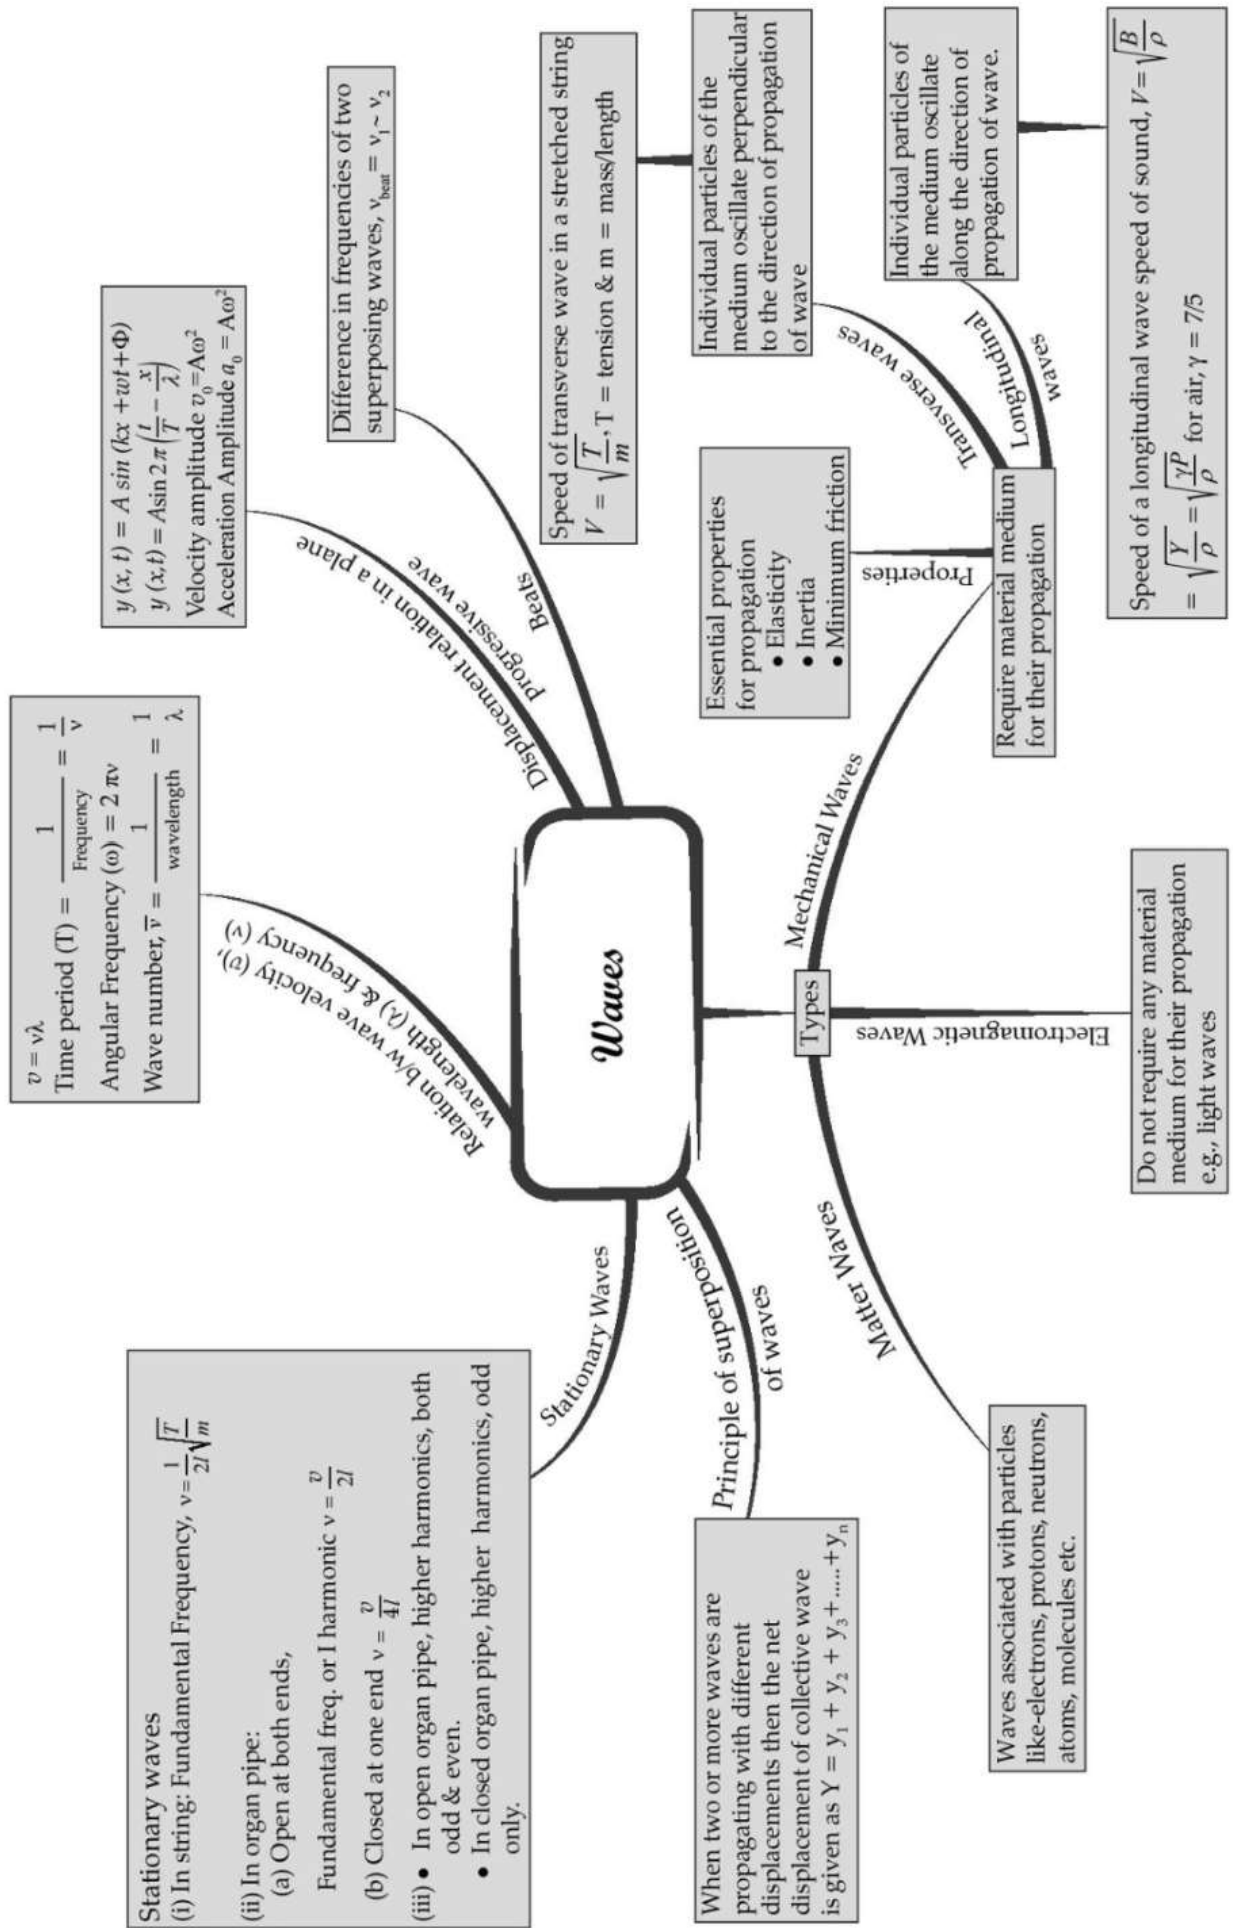 Waves
Stationary Waves
Stationary waves
(i) In string: Fundamental Frequency, ν = 1/2l √(T/m)
(ii) In organ pipe:
(a) Open at both ends,
Fundamental freq. or I harmonic ν = v/2l
(b) Closed at one end ν = v/4l
(iii) • In open organ pipe, higher harmonics, both
odd & even.
• In closed organ pipe, higher harmonics, odd
only.
Relation b/w wave velocity (v),
wavelength (λ) & frequency (ν)
v = νλ
Time period (T) = 1/Frequency = 1/ν
Angular Frequency (ω) = 2 πν
Wave number, ν̅ = 1/wavelength = 1/λ
Displacement relation in a plane
progressive wave
y (x, t) = A sin (kx + wt + Φ)
y (x,t) = Asin 2π (t/T − x/λ)
Velocity amplitude v₀ =Aω²
Acceleration Amplitude a₀ = Aω²
Beats
Difference in frequencies of two
superposing waves, ν_beat = ν₁ ~ ν₂
Principle of superposition
of waves
When two or more waves are
propagating with different
displacements then the net
displacement of collective wave
is given as Y = y₁ + y₂ + y₃+.....+yₙ
Types
Matter Waves
Waves associated with particles
like-electrons, protons, neutrons,
atoms, molecules etc.
Electromagnetic Waves
Do not require any material
medium for their propagation
e.g., light waves
Mechanical Waves
Require material medium
for their propagation
Properties
Essential properties
for propagation
• Elasticity
• Inertia
• Minimum friction
Transverse waves
Individual particles of the
medium oscillate perpendicular
to the direction of propagation
of wave
Speed of transverse wave in a stretched string
V = √(T/m), T = tension & m = mass/length
Longitudinal
waves
Individual particles of
the medium oscillate
along the direction of
propagation of wave.
Speed of a longitudinal wave speed of sound, V = √(B/ρ)
= √(Y/ρ) = √(γP/ρ) for air, γ = 7/5